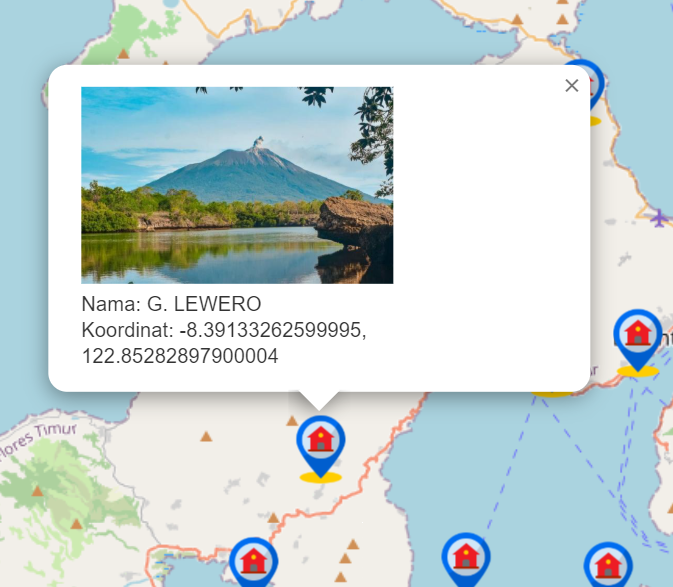 ×
Nama: G. LEWERO
Koordinat: -8.39133262599995,
122.85282897900004
Flores Timur